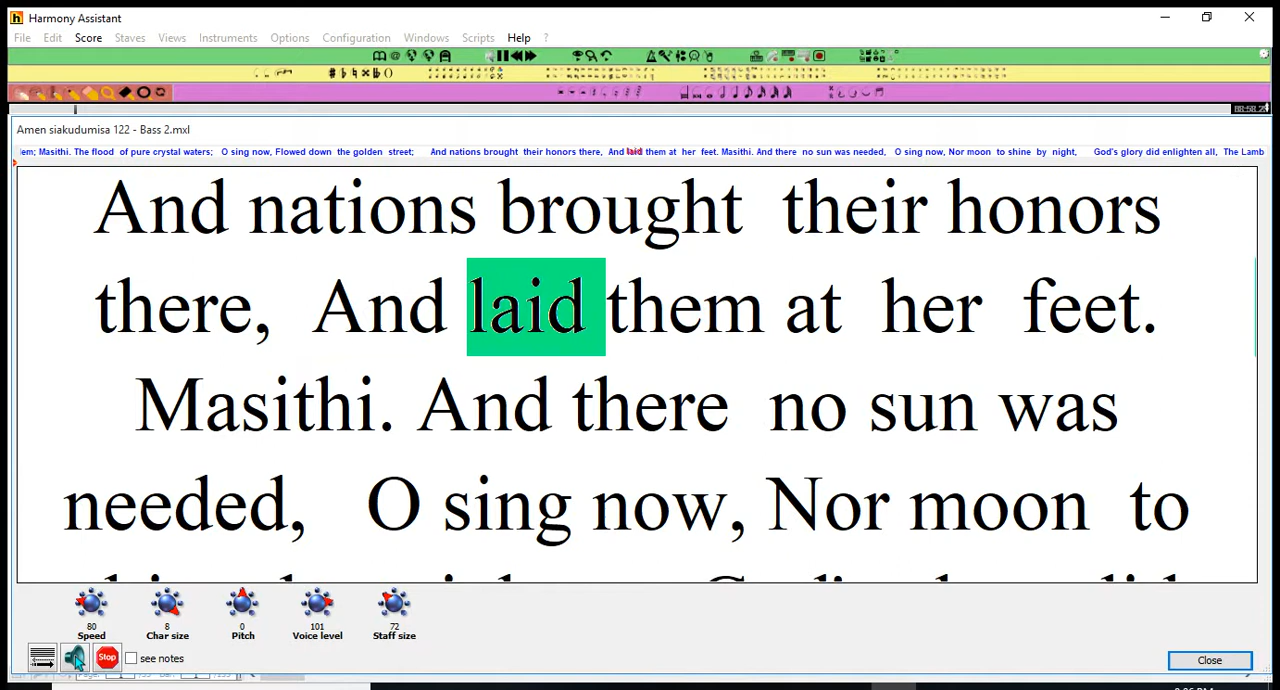 Harmony Assistant
File Edit Score Staves Views Instruments Options Configuration Windows Scripts Help ?
Amen siakudumisa 122 - Bass 2.mxl
lem; Masithi. The flood of pure crystal waters; O sing now, Flowed down the golden street; And nations brought their honors there, And laid them at her feet. Masithi. And there no sun was needed, O sing now, Nor moon to shine by night, God's glory did enlighten all, The Lamb
And nations brought their honors
there, And laid them at her feet.
Masithi. And there no sun was
needed, O sing now, Nor moon to
80 8 0 101 72
Speed Char size Pitch Voice level Staff size
Stop see notes Close